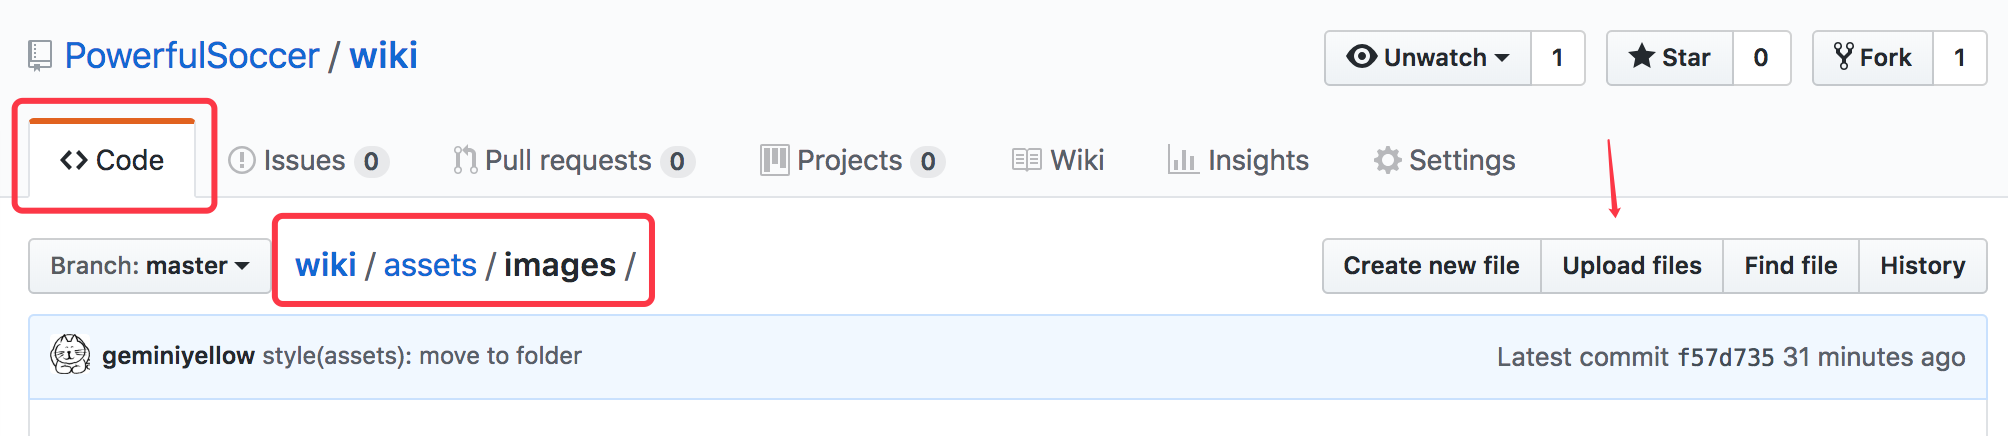 PowerfulSoccer / wiki
Unwatch 1 Star 0 Fork 1
Code Issues 0 Pull requests 0 Projects 0 Wiki Insights Settings
Branch: master wiki / assets / images / Create new file Upload files Find file History
geminiyellow style(assets): move to folder Latest commit f57d735 31 minutes ago